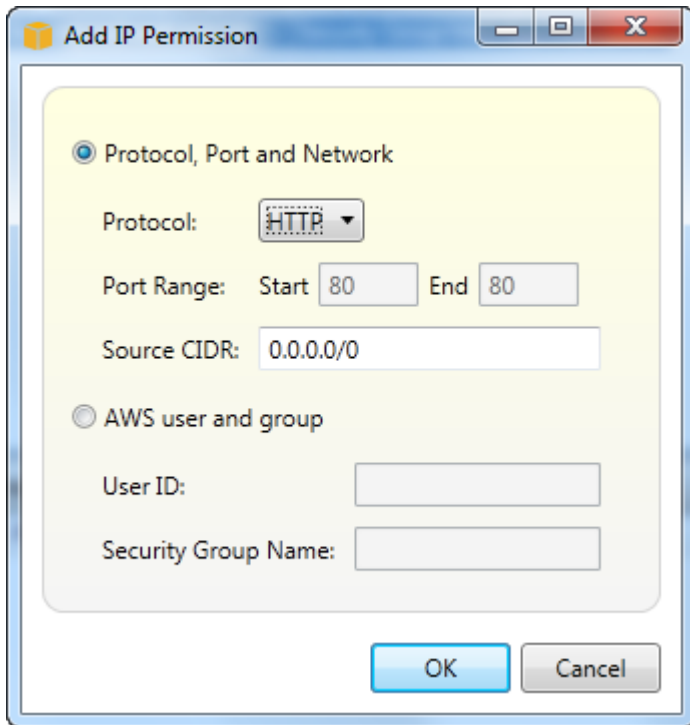 Add IP Permission
Protocol, Port and Network
Protocol: HTTP
Port Range: Start 80 End 80
Source CIDR: 0.0.0.0/0
AWS user and group
User ID:
Security Group Name:
OK Cancel